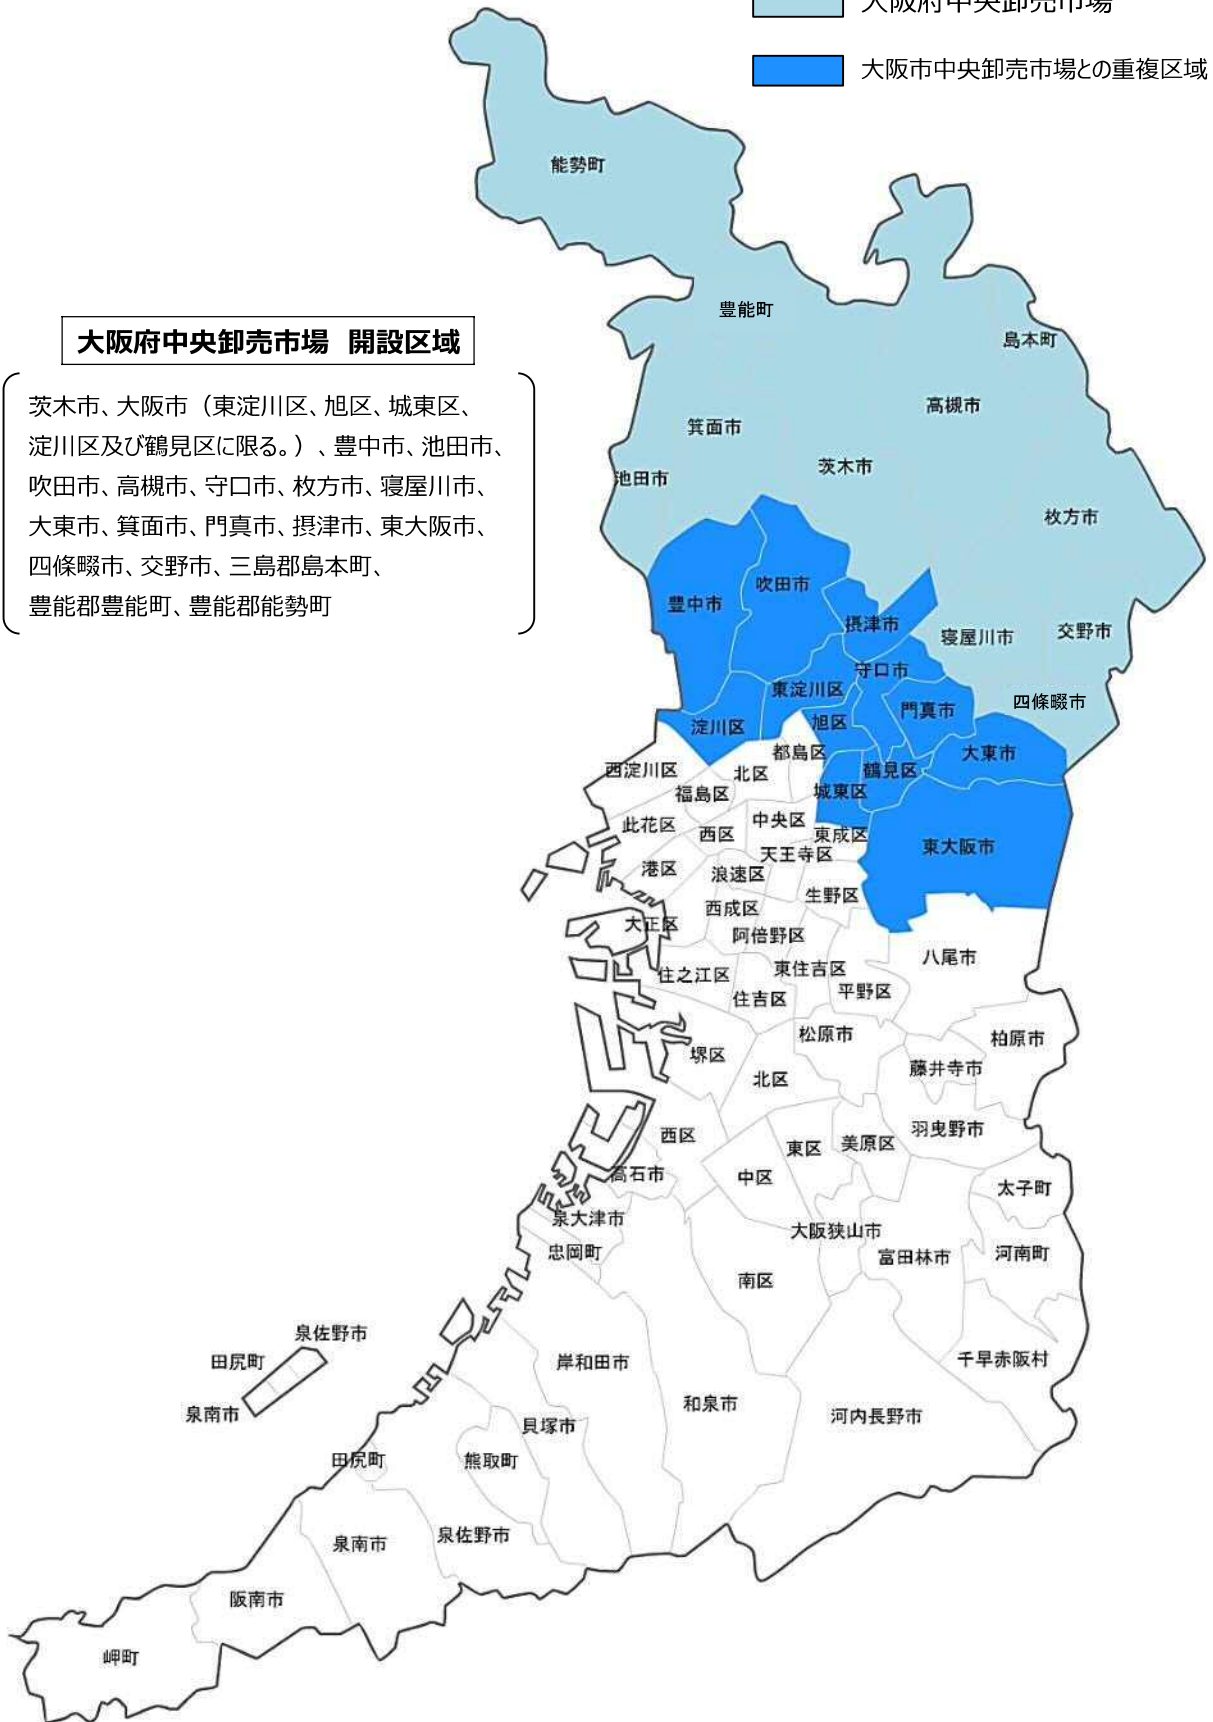 大阪府中央卸売市場
大阪市中央卸売市場との重複区域
大阪府中央卸売市場 開設区域
茨木市、大阪市（東淀川区、旭区、城東区、
淀川区及び鶴見区に限る。）、豊中市、池田市、
吹田市、高槻市、守口市、枚方市、寝屋川市、
大東市、箕面市、門真市、摂津市、東大阪市、
四條畷市、交野市、三島郡島本町、
豊能郡豊能町、豊能郡能勢町
能勢町
豊能町
島本町
高槻市
箕面市
茨木市
池田市
枚方市
吹田市
豊中市
摂津市
寝屋川市
交野市
守口市
東淀川区
四條畷市
門真市
旭区
淀川区
大東市
都島区
鶴見区
西淀川区
北区
城東区
福島区
中央区
此花区
西区
東成区
東大阪市
天王寺区
港区
浪速区
生野区
西成区
大正区
阿倍野区
八尾市
東住吉区
住之江区
平野区
住吉区
松原市
柏原市
堺区
藤井寺市
北区
羽曳野市
西区
美原区
東区
高石市
中区
太子町
泉大津市
大阪狭山市
忠岡町
河南町
富田林市
南区
泉佐野市
田尻町
岸和田市
千早赤阪村
和泉市
泉南市
河内長野市
貝塚市
田尻町
熊取町
泉佐野市
泉南市
阪南市
岬町